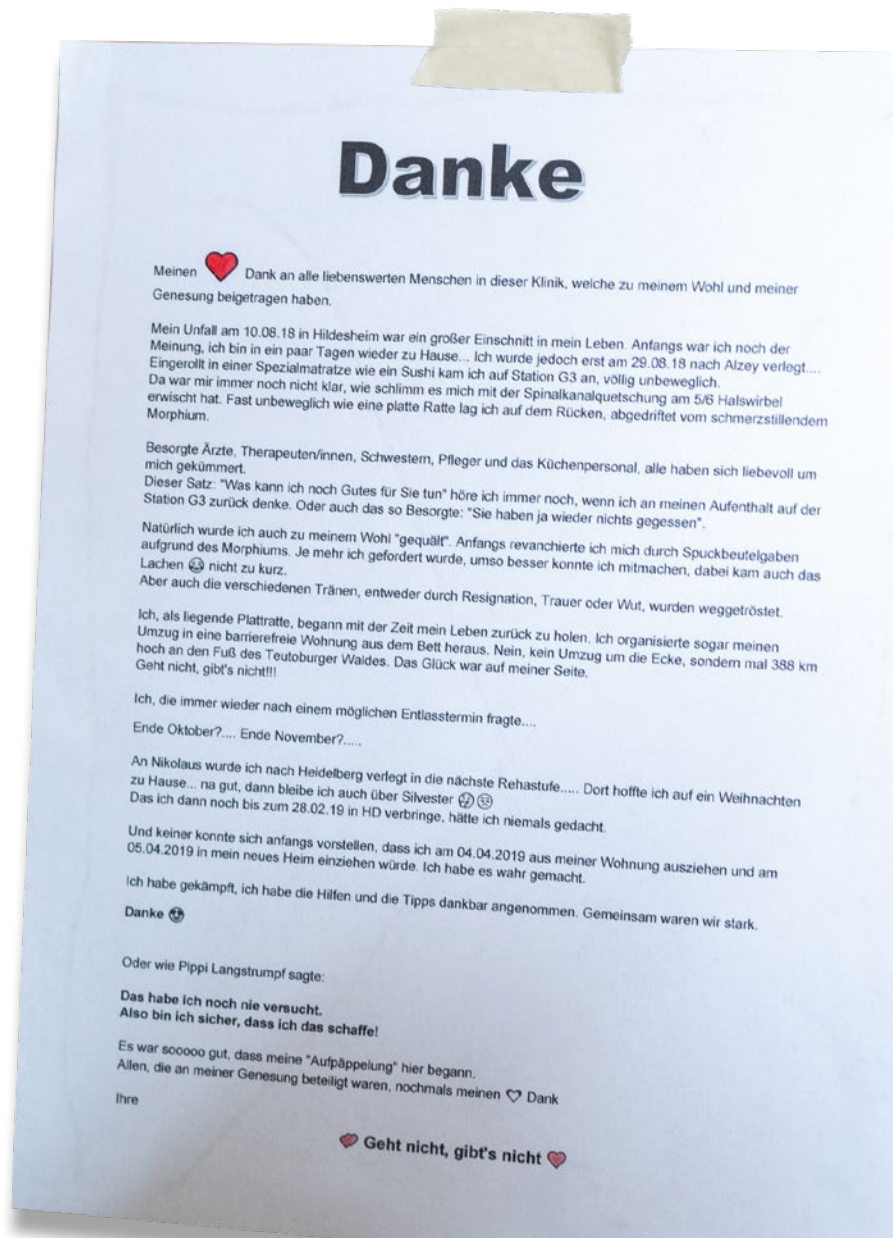 Danke
Meinen ❤ Dank an alle liebenswerten Menschen in dieser Klinik, welche zu meinem Wohl und meiner
Genesung beigetragen haben.
Mein Unfall am 10.08.18 in Hildesheim war ein großer Einschnitt in mein Leben. Anfangs war ich noch der
Meinung, ich bin in ein paar Tagen wieder zu Hause... Ich wurde jedoch erst am 29.08.18 nach Alzey verlegt....
Eingerollt in einer Spezialmatratze wie ein Sushi kam ich auf Station G3 an, völlig unbeweglich.
Da war mir immer noch nicht klar, wie schlimm es mich mit der Spinalkanalquetschung am 5/6 Halswirbel
erwischt hat. Fast unbeweglich wie eine platte Ratte lag ich auf dem Rücken, abgedriftet vom schmerzstillendem
Morphium.
Besorgte Ärzte, Therapeuten/innen, Schwestern, Pfleger und das Küchenpersonal, alle haben sich liebevoll um
mich gekümmert.
Dieser Satz: "Was kann ich noch Gutes für Sie tun" höre ich immer noch, wenn ich an meinen Aufenthalt auf der
Station G3 zurück denke. Oder auch das so Besorgte: "Sie haben ja wieder nichts gegessen".
Natürlich wurde ich auch zu meinem Wohl "gequält". Anfangs revanchierte ich mich durch Spuckbeutelgaben
aufgrund des Morphiums. Je mehr ich gefordert wurde, umso besser konnte ich mitmachen, dabei kam auch das
Lachen 😀 nicht zu kurz.
Aber auch die verschiedenen Tränen, entweder durch Resignation, Trauer oder Wut, wurden weggetröstet.
Ich, als liegende Plattratte, begann mit der Zeit mein Leben zurück zu holen. Ich organisierte sogar meinen
Umzug in eine barrierefreie Wohnung aus dem Bett heraus. Nein, kein Umzug um die Ecke, sondern mal 388 km
hoch an den Fuß des Teutoburger Waldes. Das Glück war auf meiner Seite.
Geht nicht, gibt's nicht!!!
Ich, die immer wieder nach einem möglichen Entlasstermin fragte....
Ende Oktober?.... Ende November?.....
An Nikolaus wurde ich nach Heidelberg verlegt in die nächste Rehastufe..... Dort hoffte ich auf ein Weihnachten
zu Hause... na gut, dann bleibe ich auch über Silvester
Das ich dann noch bis zum 28.02.19 in HD verbringe, hätte ich niemals gedacht.
Und keiner konnte sich anfangs vorstellen, dass ich am 04.04.2019 aus meiner Wohnung ausziehen und am
05.04.2019 in mein neues Heim einziehen würde. Ich habe es wahr gemacht.
Ich habe gekämpft, ich habe die Hilfen und die Tipps dankbar angenommen. Gemeinsam waren wir stark.
Danke
Oder wie Pippi Langstrumpf sagte:
Das habe ich noch nie versucht.
Also bin ich sicher, dass ich das schaffe!
Es war sooooo gut, dass meine "Aufpäppelung" hier begann.
Allen, die an meiner Genesung beteiligt waren, nochmals meinen ♡ Dank
Ihre
❤ Geht nicht, gibt's nicht ❤